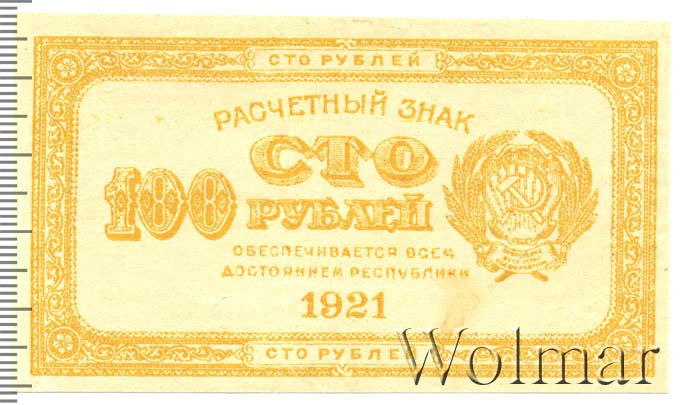 СТО РУБЛЕЙ
РАСЧЕТНЫЙ ЗНАК
100 СТО
РУБЛЕЙ
ОБЕСПЕЧИВАЕТСЯ ВСЕМ
ДОСТОЯНИЕМ РЕСПУБЛИКИ
1921
СТО РУБЛЕЙ
Wolmar